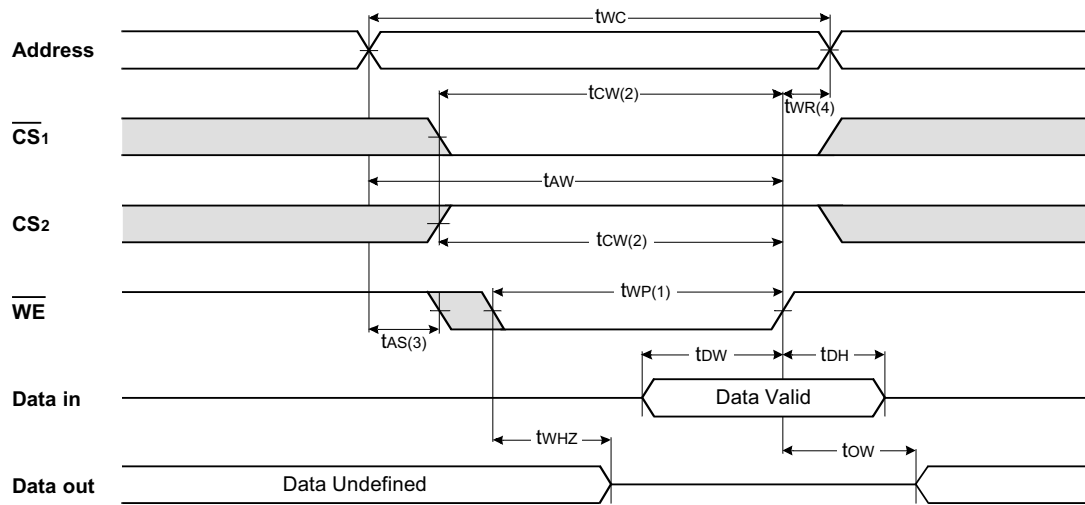 tWC
Address
tCW(2)
tWR(4)
CS1
tAW
CS2
tCW(2)
tWP(1)
WE
tAS(3)
tDW
tDH
Data in
Data Valid
tWHZ
tOW
Data out
Data Undefined